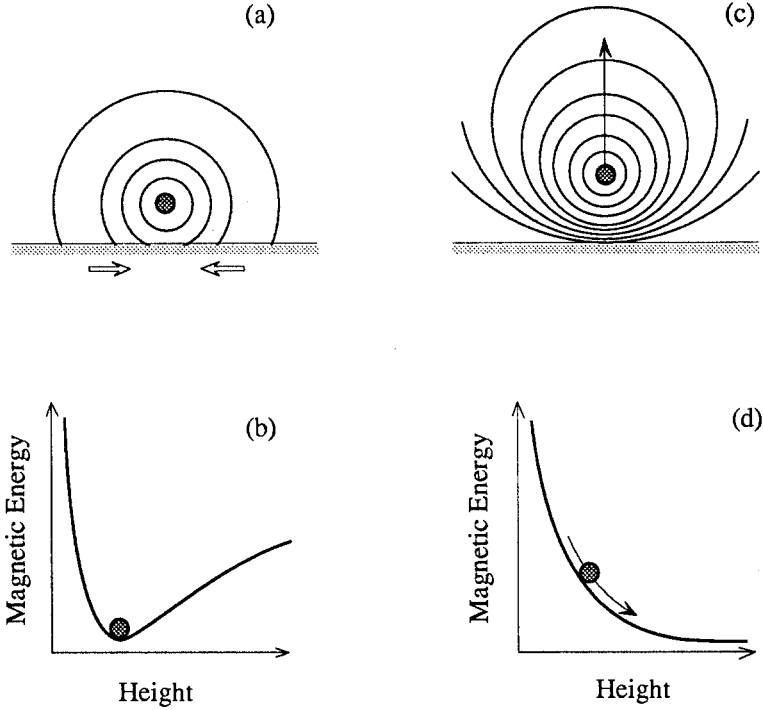 (a)
(c)
(b)
Magnetic Energy
Height
(d)
Magnetic Energy
Height